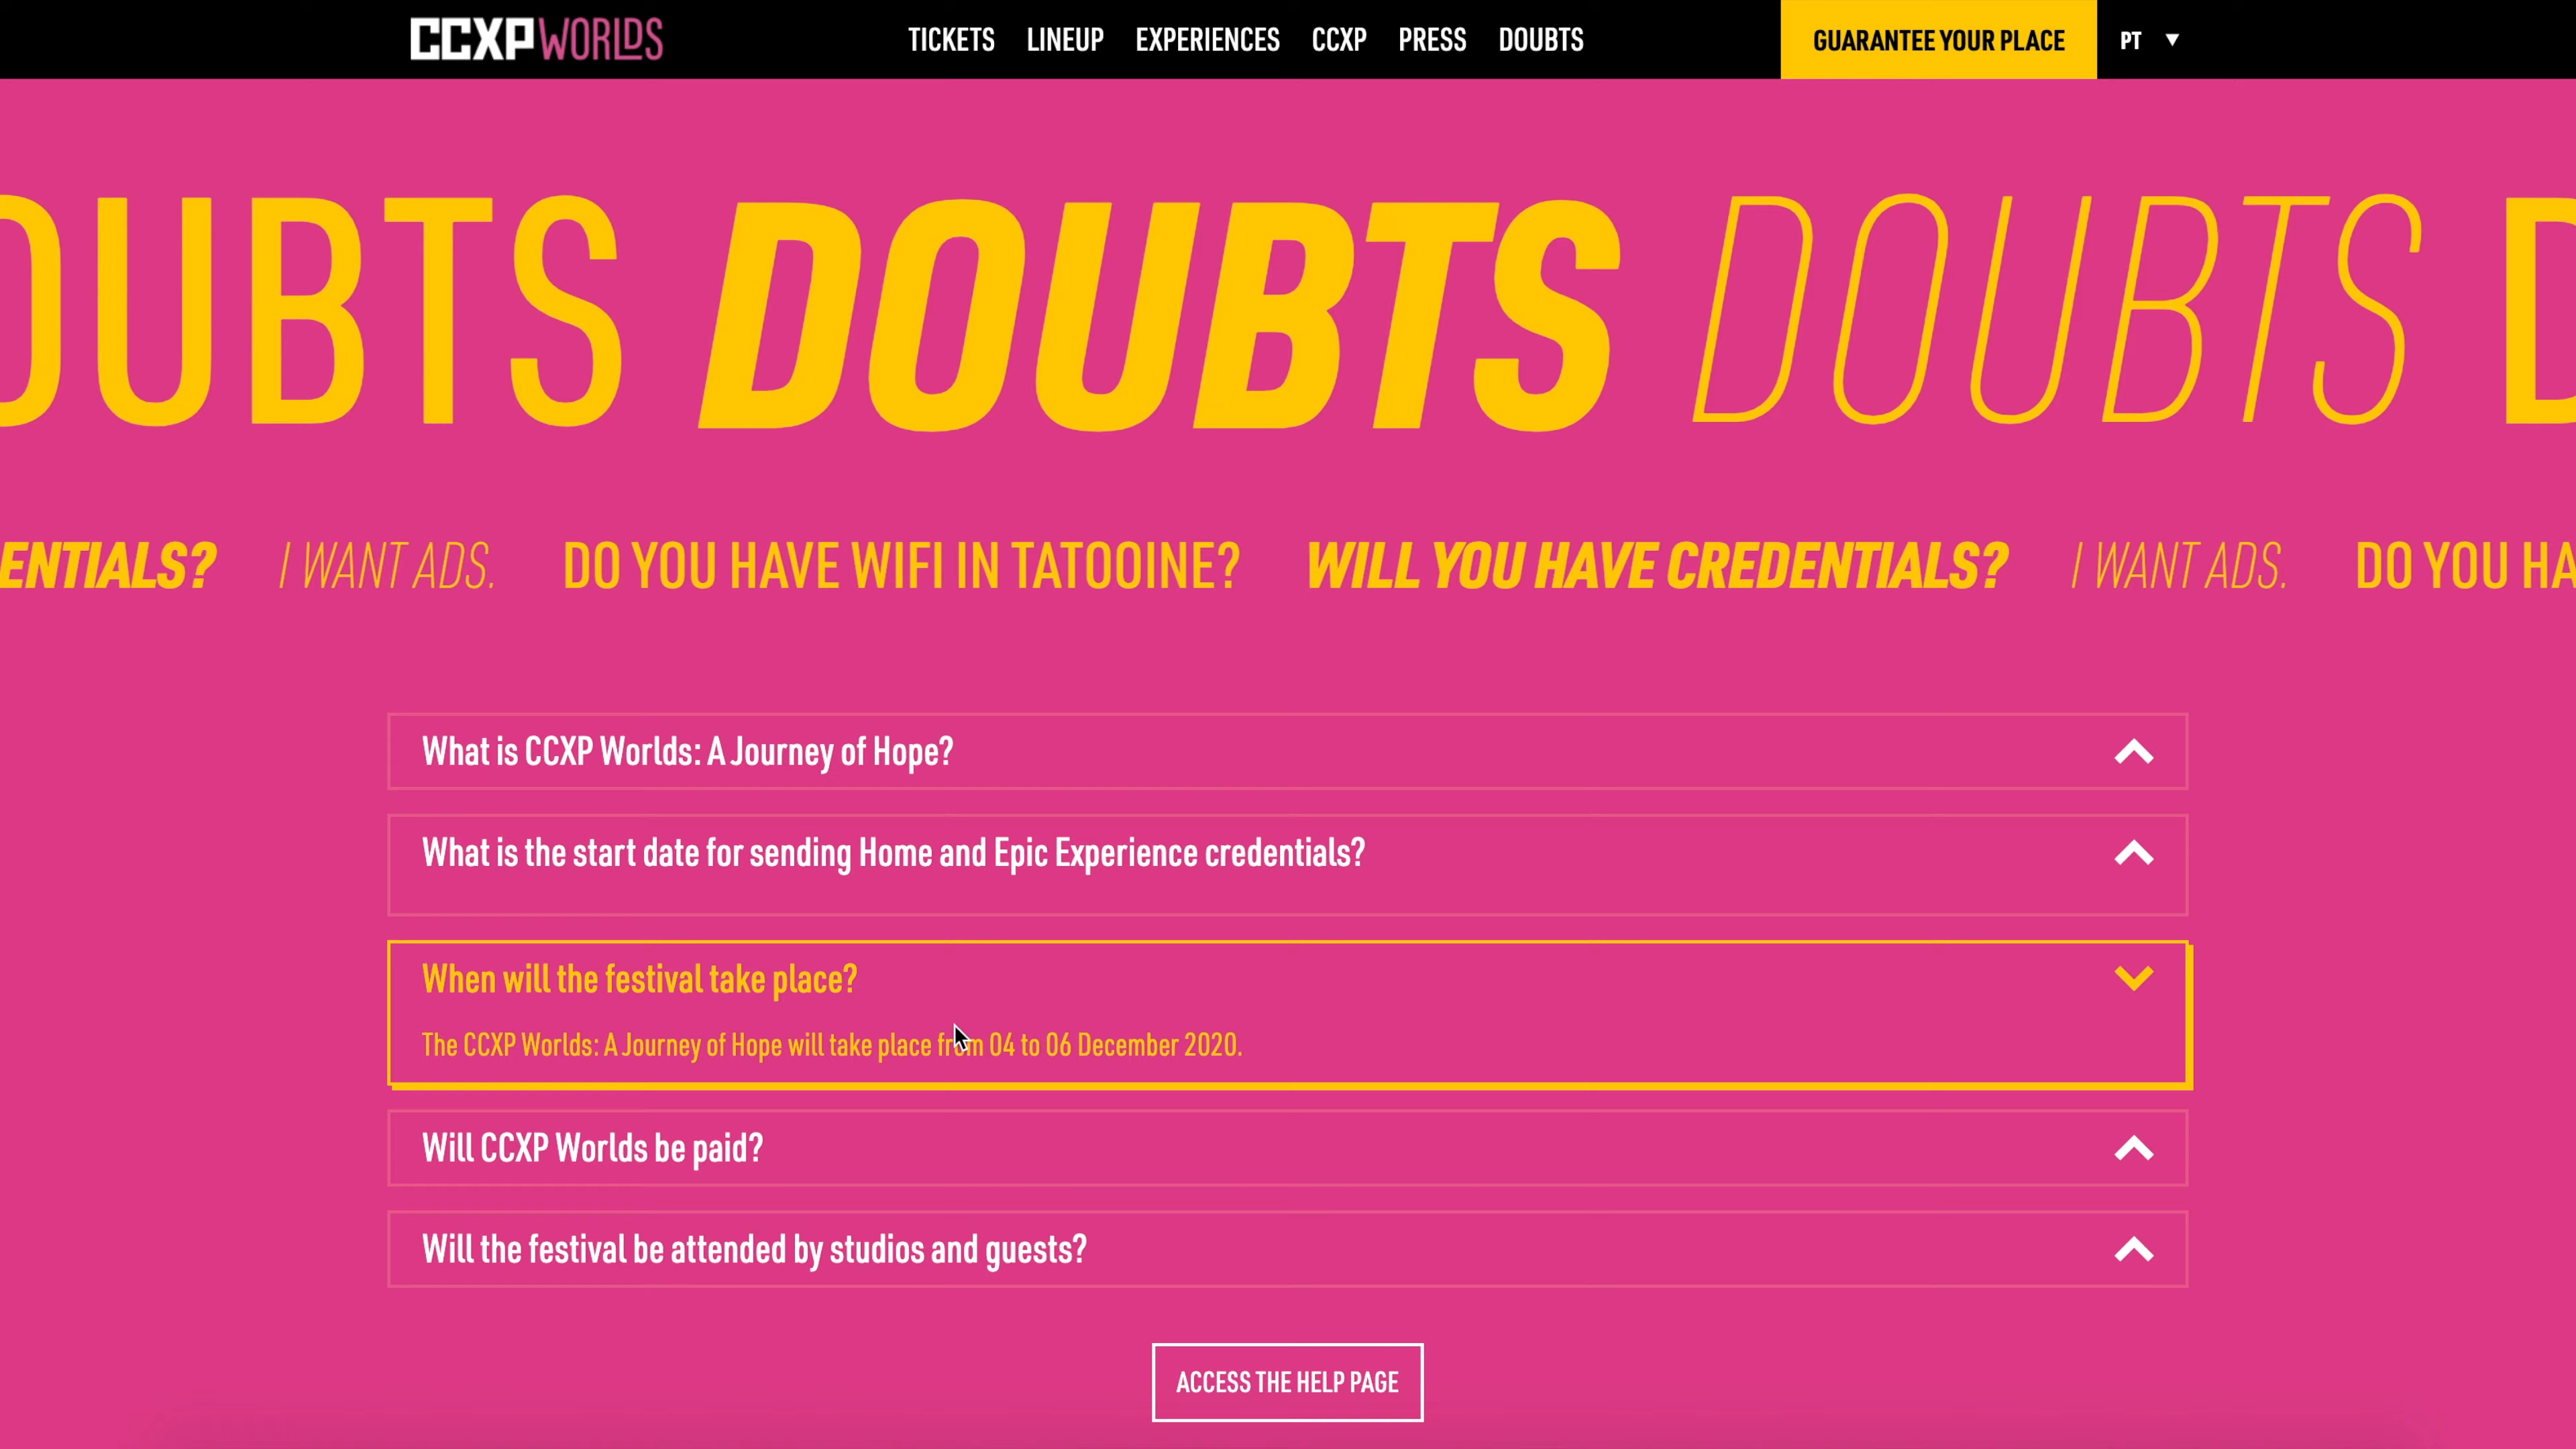 CCXP WORLDS TICKETS LINEUP EXPERIENCES CCXP PRESS DOUBTS GUARANTEE YOUR PLACE PT
OUBTS DOUBTS DOUBTS D
ENTIALS? I WANT ADS. DO YOU HAVE WIFI IN TATOOINE? WILL YOU HAVE CREDENTIALS? I WANT ADS. DO YOU HA
What is CCXP Worlds: A Journey of Hope?
What is the start date for sending Home and Epic Experience credentials?
When will the festival take place?
The CCXP Worlds: A Journey of Hope will take place from 04 to 06 December 2020.
Will CCXP Worlds be paid?
Will the festival be attended by studios and guests?
ACCESS THE HELP PAGE